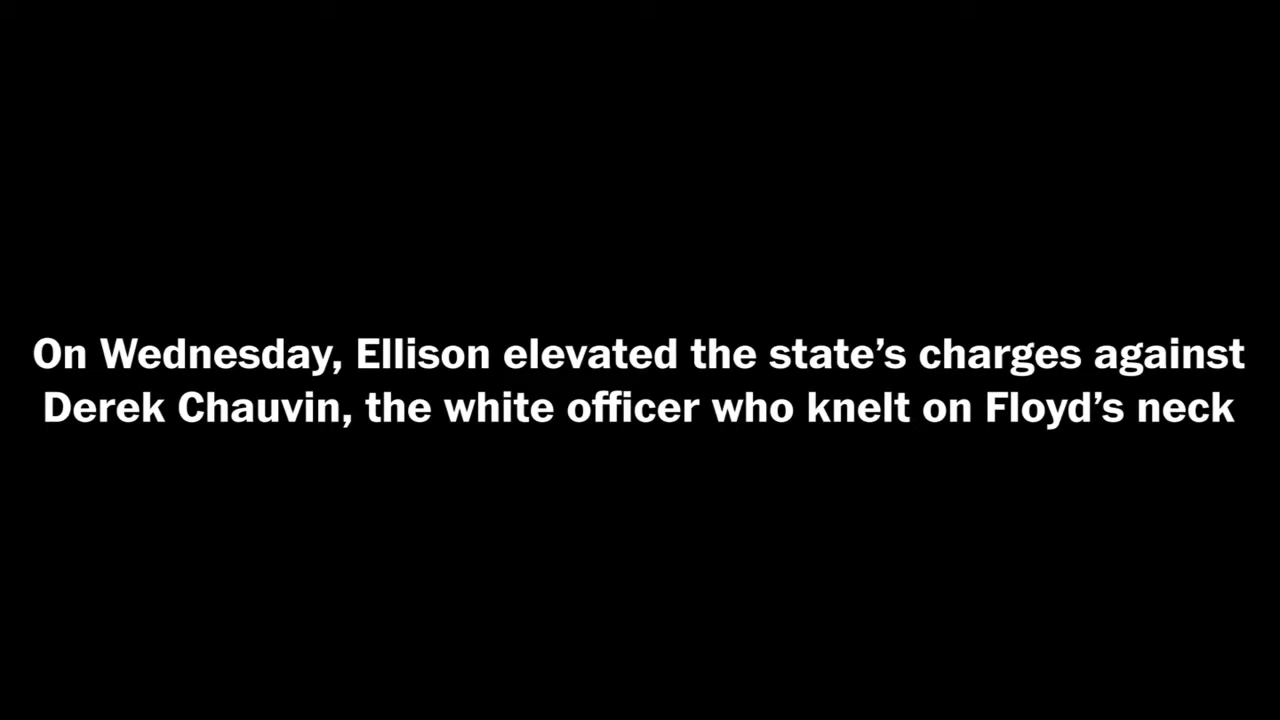 On Wednesday, Ellison elevated the state’s charges against
Derek Chauvin, the white officer who knelt on Floyd’s neck